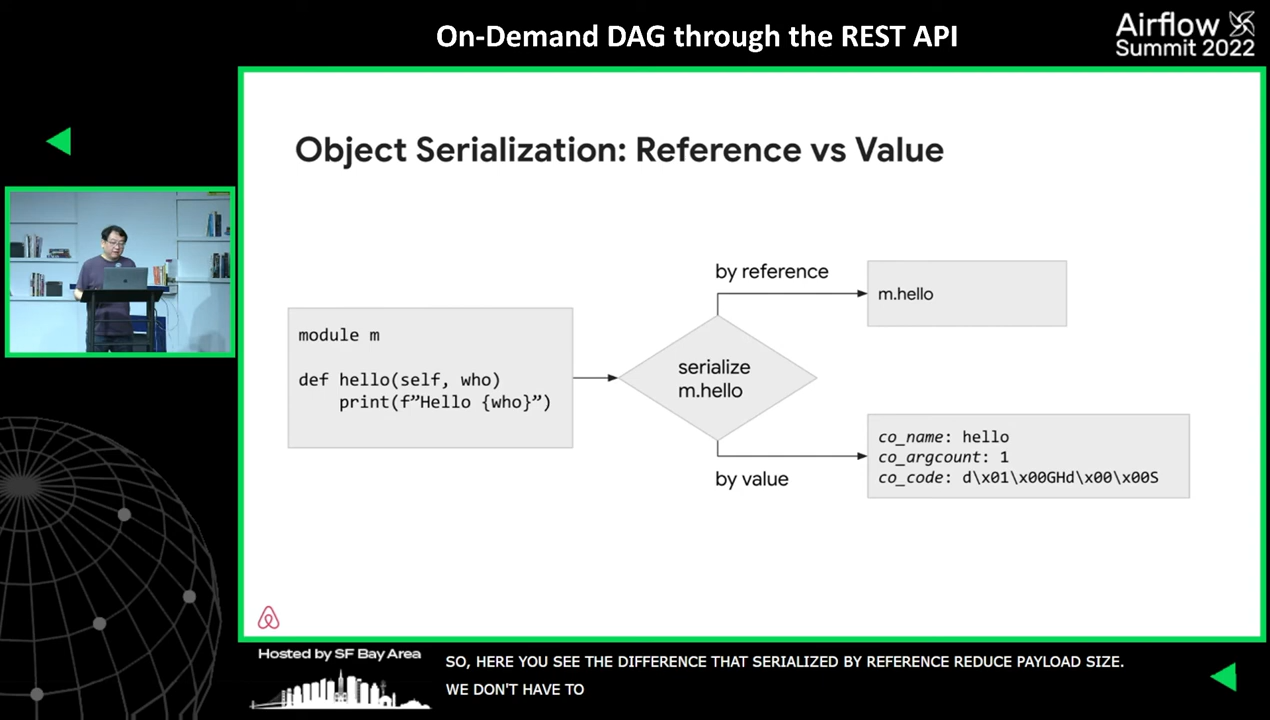 On-Demand DAG through the REST API
Airflow
Summit 2022
Object Serialization: Reference vs Value
module m
def hello(self, who)
print(f”Hello {who}”)
serialize
m.hello
by reference
m.hello
by value
co_name: hello
co_argcount: 1
co_code: d\x01\x00GHd\x00\x00S
Hosted by SF Bay Area
SO, HERE YOU SEE THE DIFFERENCE THAT SERIALIZED BY REFERENCE REDUCE PAYLOAD SIZE.
WE DON'T HAVE TO